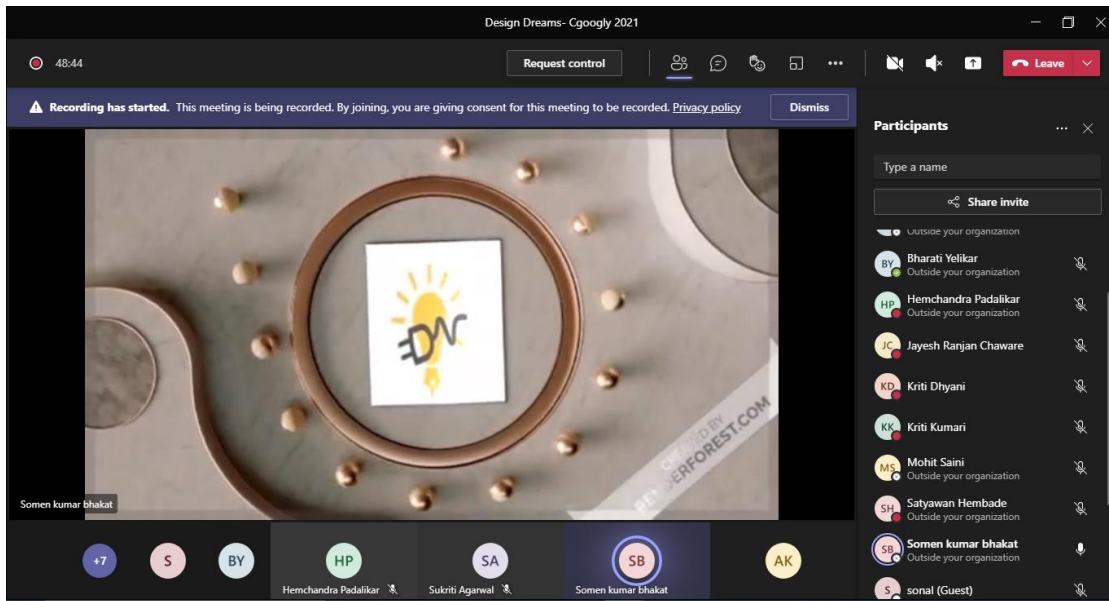 Design Dreams- Cgoogly 2021
48:44
Request control
Leave
Recording has started. This meeting is being recorded. By joining, you are giving consent for this meeting to be recorded. Privacy policy
Dismiss
Participants
Type a name
Share invite
Outside your organization
BY
Bharati Yelikar
Outside your organization
HP
Hemchandra Padalikar
Outside your organization
JC
Jayesh Ranjan Chaware
KD
Kriti Dhyani
KK
Kriti Kumari
MS
Mohit Saini
Outside your organization
SH
Satyawan Hembade
Outside your organization
SB
Somen kumar bhakat
Outside your organization
S
sonal (Guest)
CREATED BY
RENDERFOREST.COM
Somen kumar bhakat
+7
S
BY
HP
Hemchandra Padalikar
SA
Sukriti Agarwal
SB
Somen kumar bhakat
AK